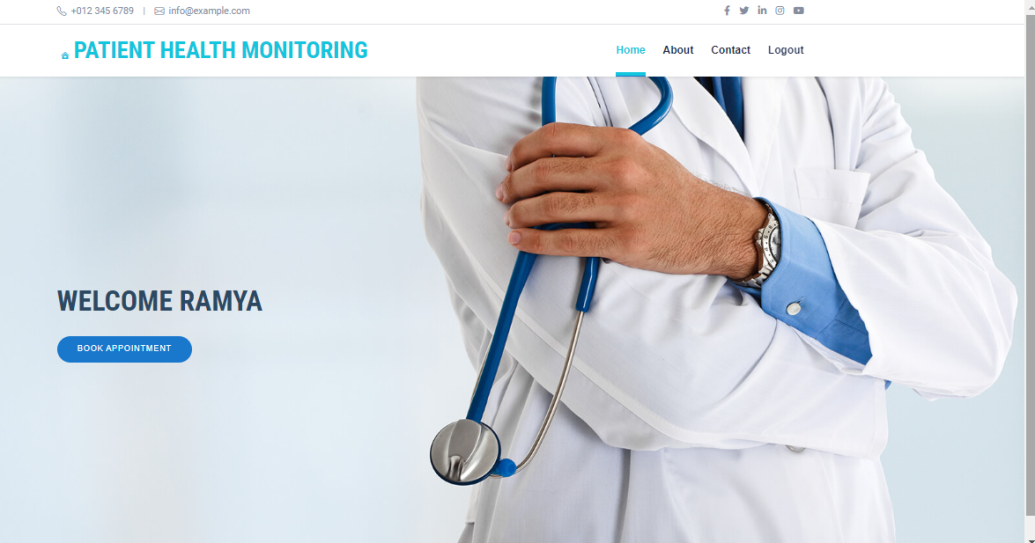 +012 345 6789 | info@example.com
PATIENT HEALTH MONITORING
Home About Contact Logout
WELCOME RAMYA
BOOK APPOINTMENT